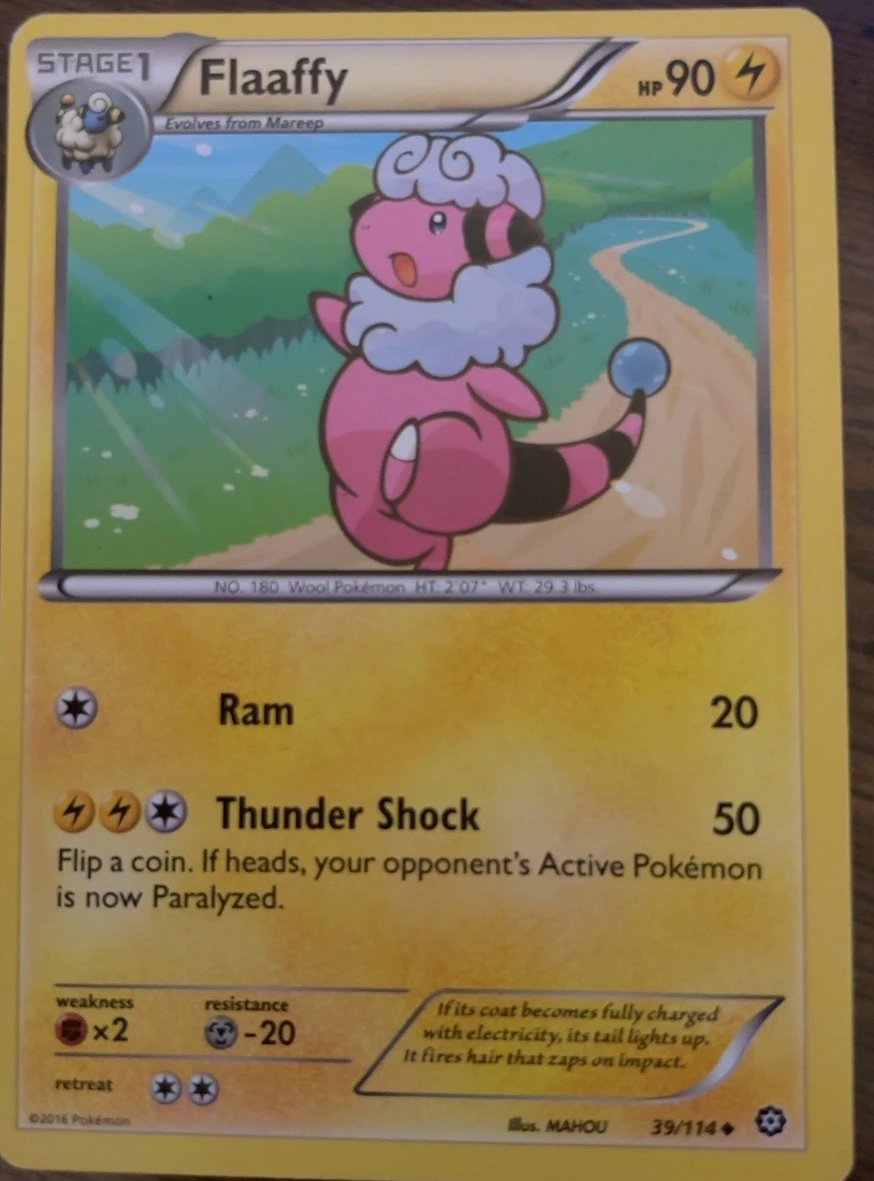 STAGE1
Flaaffy
HP 90
Evolves from Mareep
NO. 180 Wool Pokémon HT. 2'07" WT. 29.3 lbs.
Ram 20
Thunder Shock 50
Flip a coin. If heads, your opponent's Active Pokémon
is now Paralyzed.
weakness resistance
×2 -20
retreat
If its coat becomes fully charged
with electricity, its tail lights up.
It fires hair that zaps on impact.
©2016 Pokémon
Illus. MAHOU 39/114